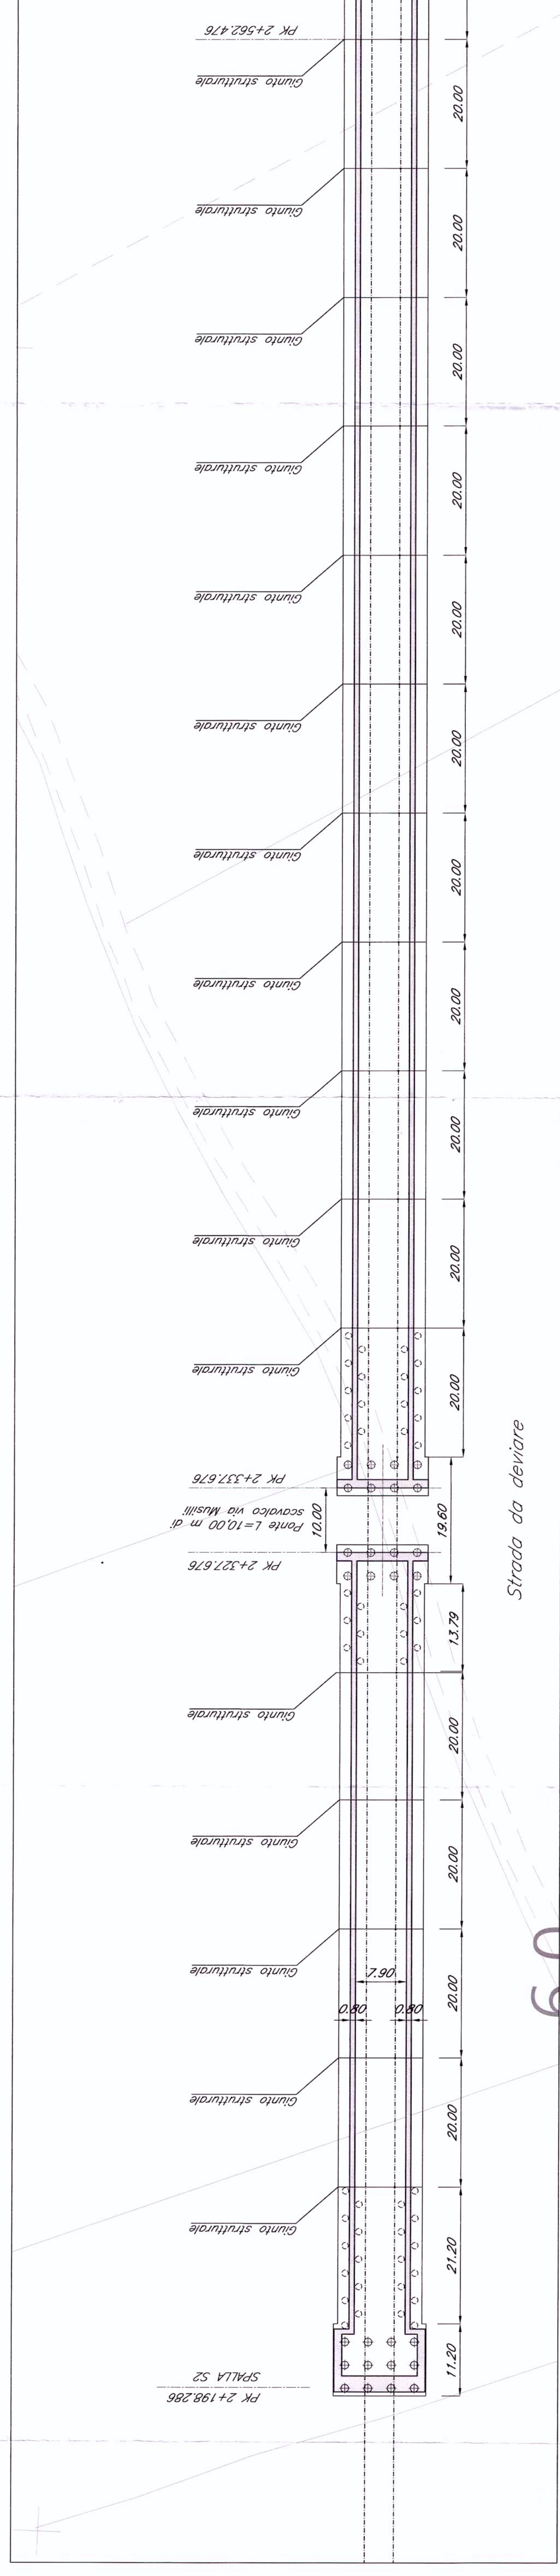 PK 2+562.476
Giunto strutturale
20.00
Giunto strutturale
20.00
Giunto strutturale
20.00
Giunto strutturale
20.00
Giunto strutturale
20.00
Giunto strutturale
20.00
Giunto strutturale
20.00
Giunto strutturale
20.00
Giunto strutturale
20.00
Giunto strutturale
20.00
Giunto strutturale
20.00
PK 2+337.676
Ponte L=10,00 m di
scavalco via Musilli
10.00
19.60
PK 2+327.676
Strada da deviare
13.79
Giunto strutturale
20.00
Giunto strutturale
20.00
Giunto strutturale
20.00
7.90
0.80
0.80
Giunto strutturale
20.00
Giunto strutturale
21.20
11.20
SPALLA S2
PK 2+198.286
60